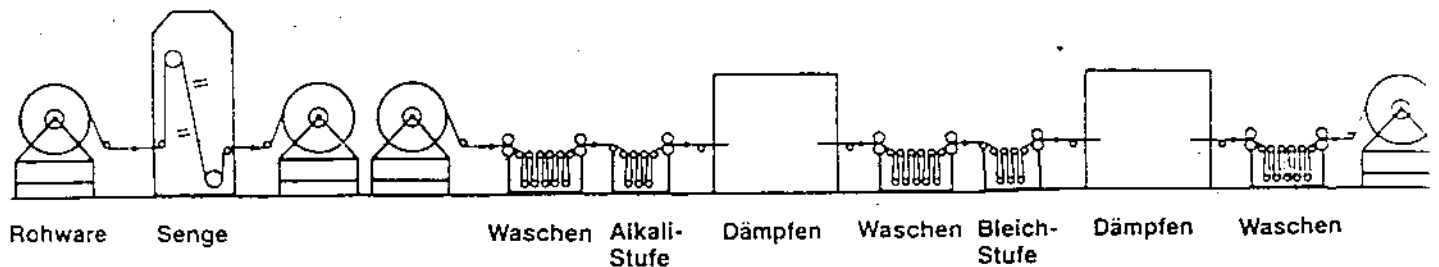 Rohware Senge Waschen Alkali- Dämpfen Waschen Bleich- Dämpfen Waschen
Stufe Stufe